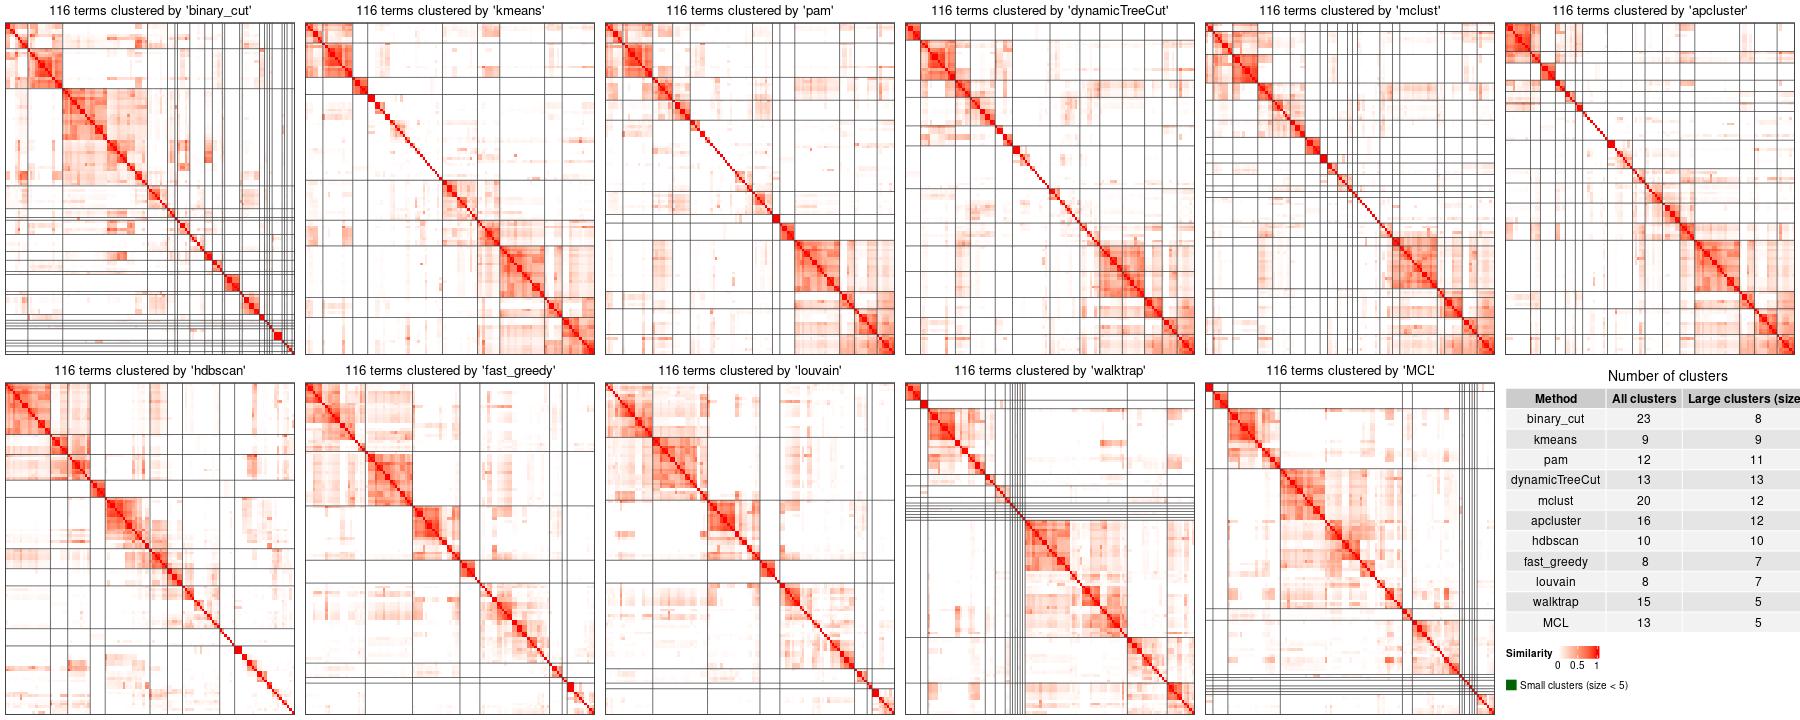 116 terms clustered by 'binary_cut'
116 terms clustered by 'kmeans'
116 terms clustered by 'pam'
116 terms clustered by 'dynamicTreeCut'
116 terms clustered by 'mclust'
116 terms clustered by 'apcluster'
116 terms clustered by 'hdbscan'
116 terms clustered by 'fast_greedy'
116 terms clustered by 'louvain'
116 terms clustered by 'walktrap'
116 terms clustered by 'MCL'
Number of clusters
Method All clusters Large clusters (size
binary_cut 23 8
kmeans 9 9
pam 12 11
dynamicTreeCut 13 13
mclust 20 12
apcluster 16 12
hdbscan 10 10
fast_greedy 8 7
louvain 8 7
walktrap 15 5
MCL 13 5
Similarity
0 0.5 1
Small clusters (size < 5)